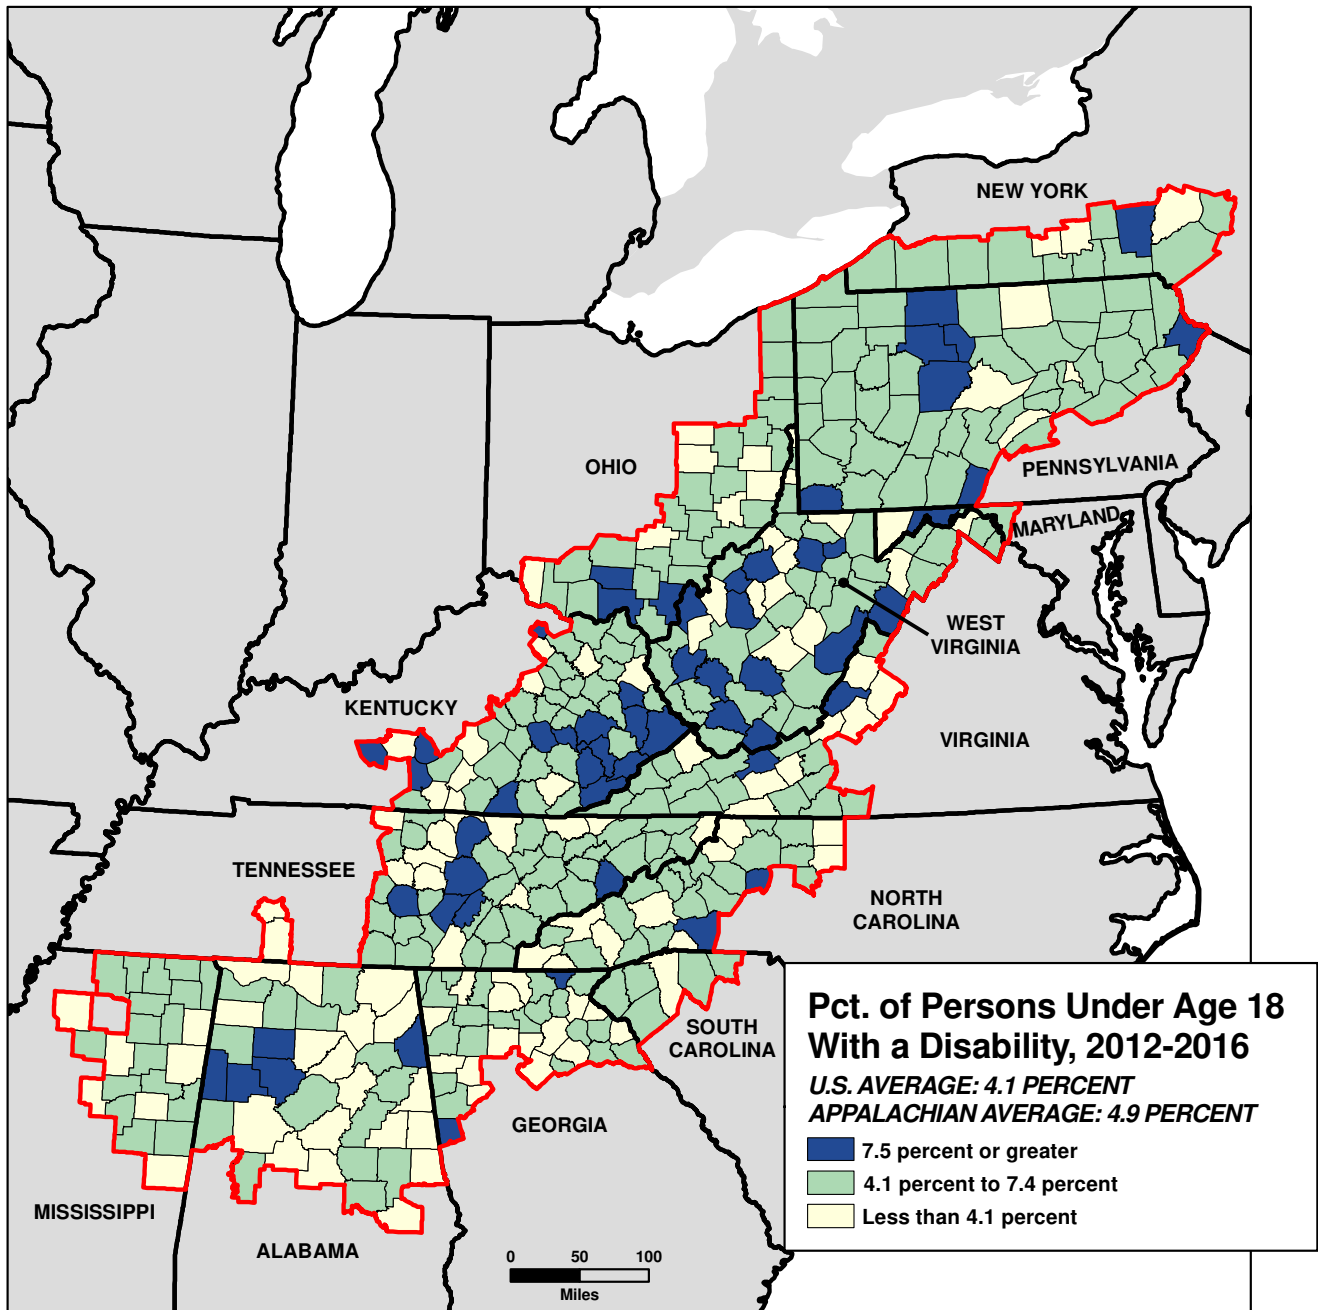 NEW YORK
OHIO
PENNSYLVANIA
MARYLAND
WEST
VIRGINIA
KENTUCKY
VIRGINIA
TENNESSEE
NORTH
CAROLINA
SOUTH
CAROLINA
GEORGIA
MISSISSIPPI
ALABAMA
0 50 100
Miles
Pct. of Persons Under Age 18
With a Disability, 2012-2016
U.S. AVERAGE: 4.1 PERCENT
APPALACHIAN AVERAGE: 4.9 PERCENT
7.5 percent or greater
4.1 percent to 7.4 percent
Less than 4.1 percent